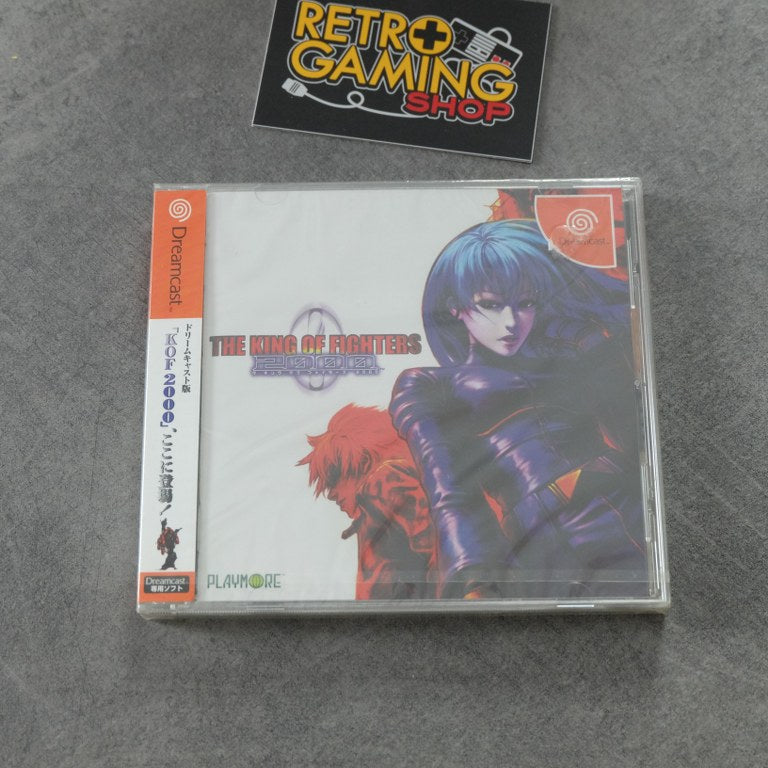 RETRO
GAMING
SHOP
Dreamcast
ドリームキャスト版
「KOF 2000」、ここに登場!
Dreamcast
専用ソフト
THE KING OF FIGHTERS
2000
PLAYMORE
Dreamcast